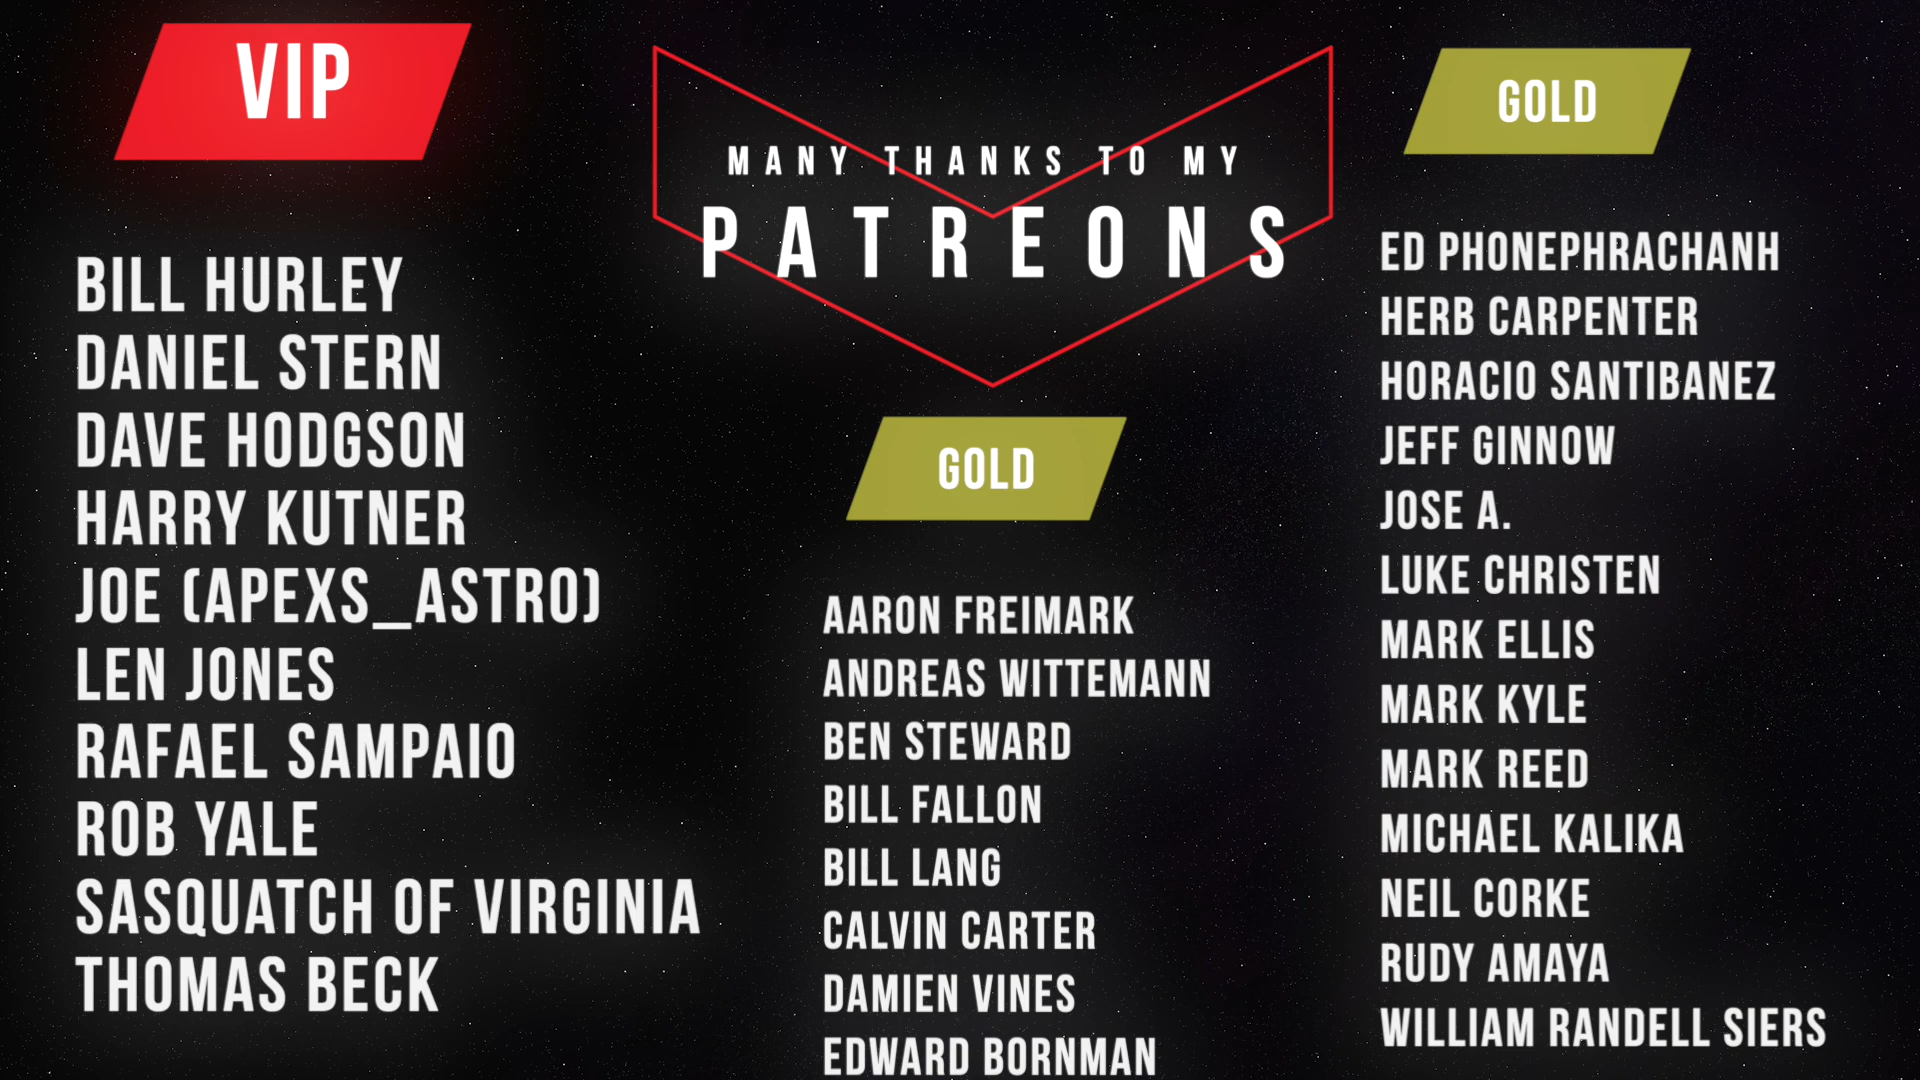 VIP
BILL HURLEY
DANIEL STERN
DAVE HODGSON
HARRY KUTNER
JOE (APEXS_ASTRO)
LEN JONES
RAFAEL SAMPAIO
ROB YALE
SASQUATCH OF VIRGINIA
THOMAS BECK
MANY THANKS TO MY
PATREONS
GOLD
AARON FREIMARK
ANDREAS WITTEMANN
BEN STEWARD
BILL FALLON
BILL LANG
CALVIN CARTER
DAMIEN VINES
EDWARD BORNMAN
GOLD
ED PHONEPHRACHANH
HERB CARPENTER
HORACIO SANTIBANEZ
JEFF GINNOW
JOSE A.
LUKE CHRISTEN
MARK ELLIS
MARK KYLE
MARK REED
MICHAEL KALIKA
NEIL CORKE
RUDY AMAYA
WILLIAM RANDELL SIERS